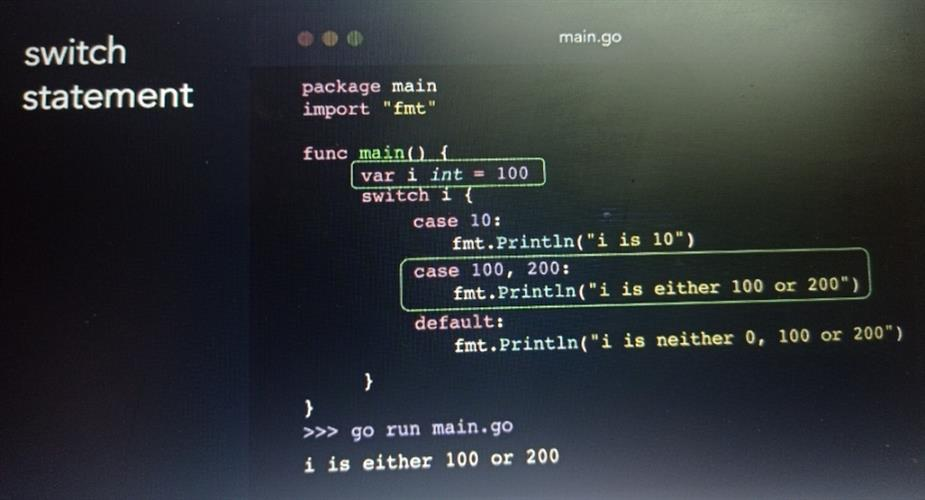 switch
statement
main.go
package main
import "fmt"
func main() {
var i int = 100
switch i {
case 10:
fmt.Println("i is 10")
case 100, 200:
fmt.Println("i is either 100 or 200")
default:
fmt.Println("i is neither 0, 100 or 200")
}
}
>>> go run main.go
i is either 100 or 200